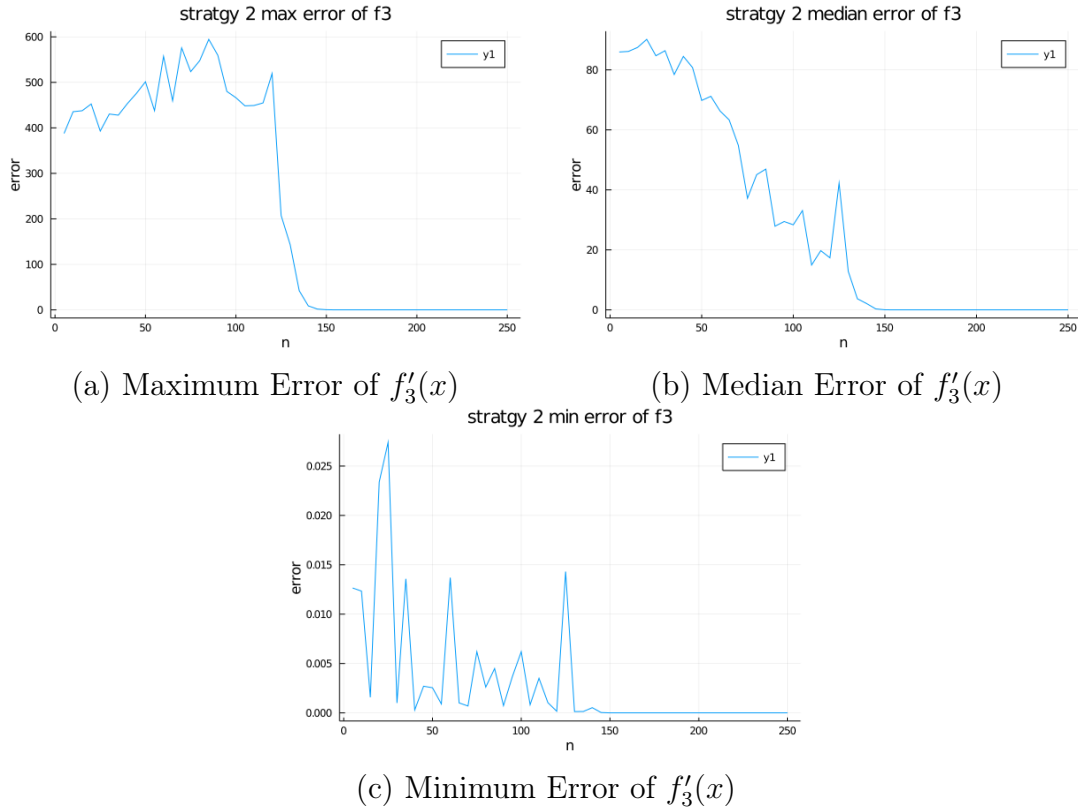 stratgy 2 max error of f3
600
500
400
300
200
100
0
error
0 50 100 150 200 250
n
y1
(a) Maximum Error of f′₃(x)
stratgy 2 median error of f3
80
60
40
20
0
error
0 50 100 150 200 250
n
y1
(b) Median Error of f′₃(x)
stratgy 2 min error of f3
0.025
0.020
0.015
0.010
0.005
0.000
error
0 50 100 150 200 250
n
y1
(c) Minimum Error of f′₃(x)